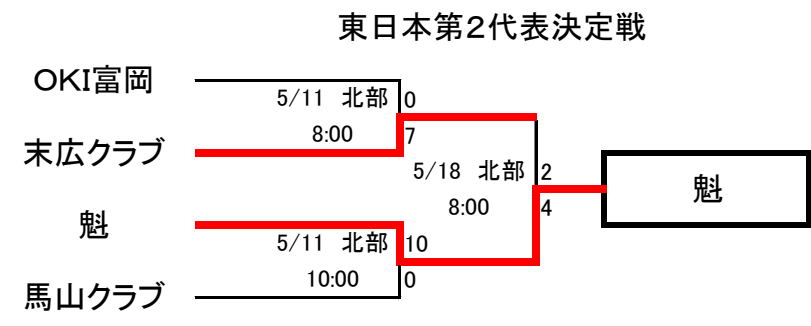 東日本第2代表決定戦
OKI富岡
5/11 北部 0
8:00 7
末広クラブ
5/18 北部 2
8:00 4
魁
魁
5/11 北部 10
10:00 0
馬山クラブ